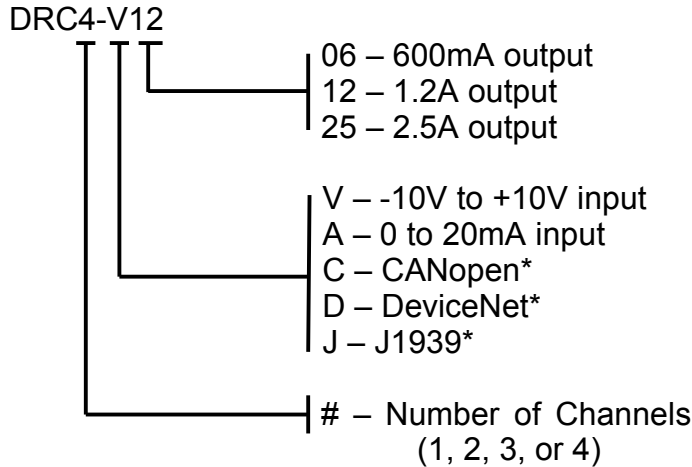 DRC4-V12
06 – 600mA output
12 – 1.2A output
25 – 2.5A output
V – -10V to +10V input
A – 0 to 20mA input
C – CANopen*
D – DeviceNet*
J – J1939*
# – Number of Channels
(1, 2, 3, or 4)